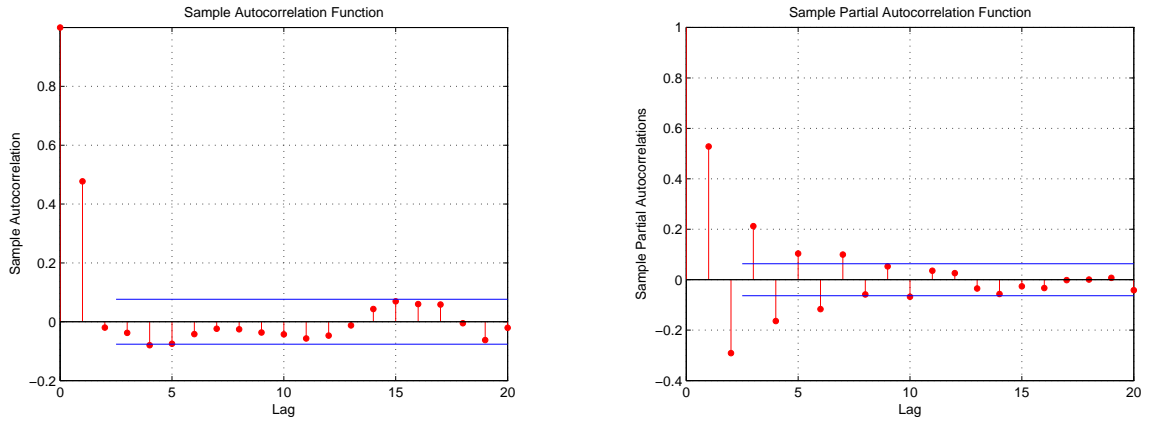 Sample Autocorrelation Function
Sample Autocorrelation
0.8
0.6
0.4
0.2
0
−0.2
0 5 10 15 20
Lag
Sample Partial Autocorrelation Function
Sample Partial Autocorrelations
1
0.8
0.6
0.4
0.2
0
−0.2
−0.4
0 5 10 15 20
Lag